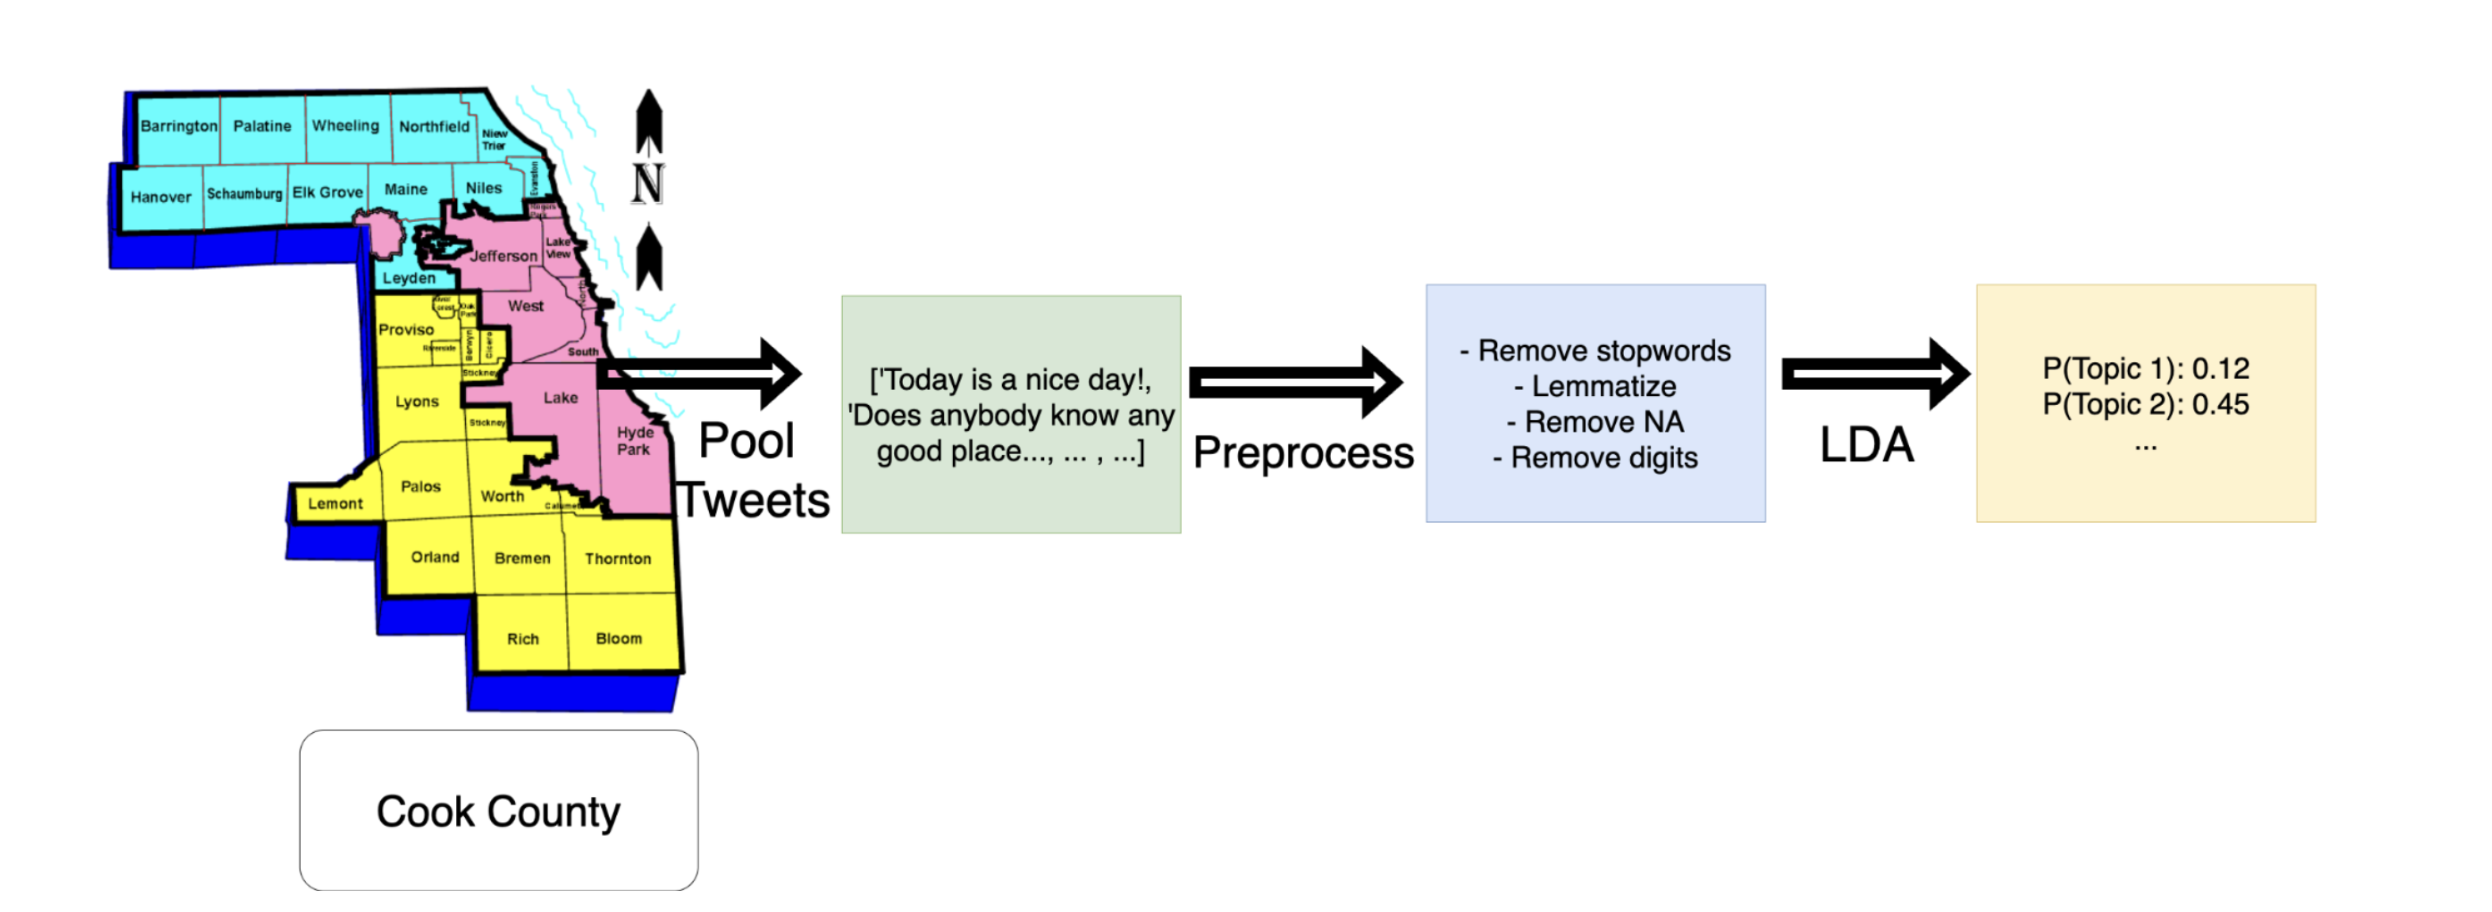 Barrington
Palatine
Wheeling
Northfield
Niew
Trier
Hanover
Schaumburg
Elk Grove
Maine
Niles
Evanston
N
Jefferson
Lake
View
Leyden
North
West
Oak
Park
Proviso
Riverside
Berwyn
Cicero
South
Stickney
Lyons
Lake
Stickney
Hyde
Park
Palos
Worth
Lemont
Calumet
Orland
Bremen
Thornton
Rich
Bloom
Cook County
Pool
Tweets
['Today is a nice day!,
'Does anybody know any
good place..., ... , ...]
Preprocess
- Remove stopwords
- Lemmatize
- Remove NA
- Remove digits
LDA
P(Topic 1): 0.12
P(Topic 2): 0.45
...